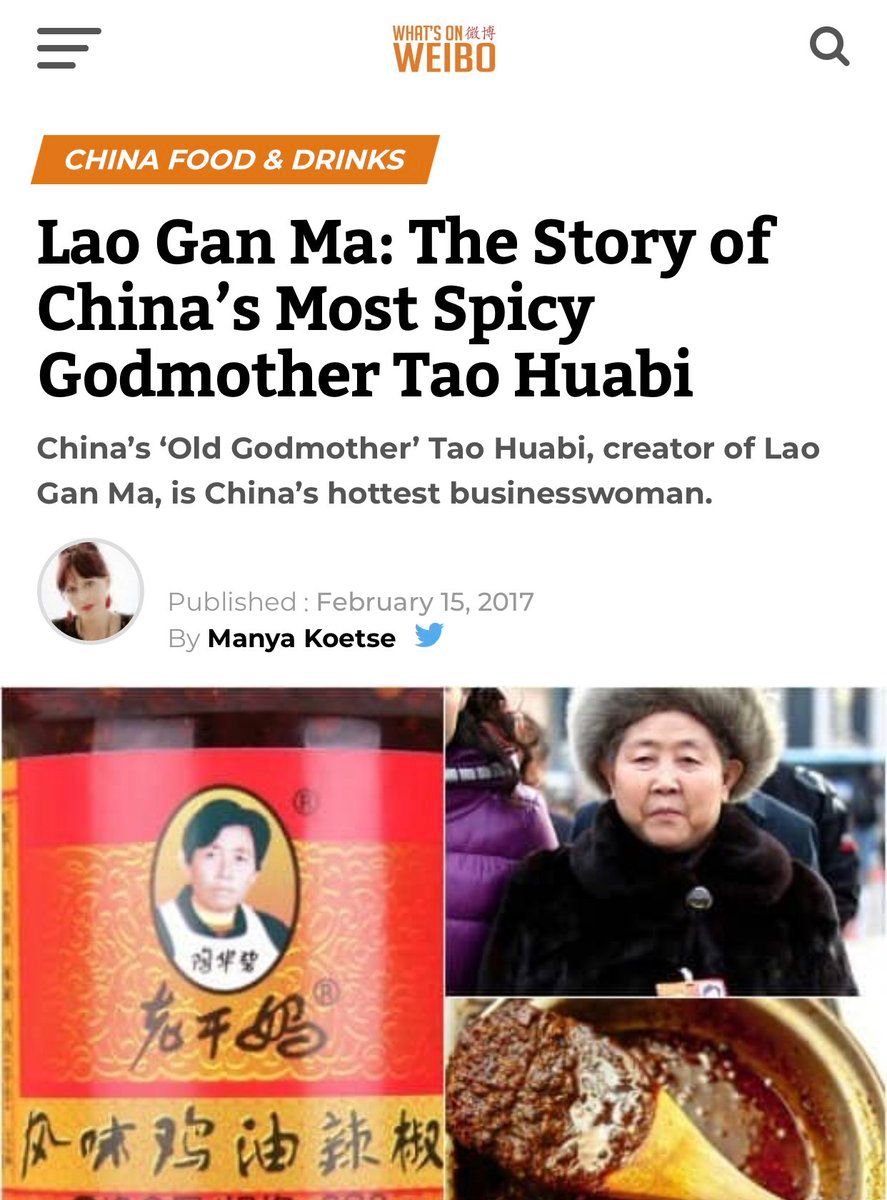 WHAT'S ON 微博
WEIBO
CHINA FOOD & DRINKS
Lao Gan Ma: The Story of
China's Most Spicy
Godmother Tao Huabi
China's ‘Old Godmother’ Tao Huabi, creator of Lao
Gan Ma, is China's hottest businesswoman.
Published : February 15, 2017
By Manya Koetse
®
陶华碧
老干妈®
风味鸡油辣椒